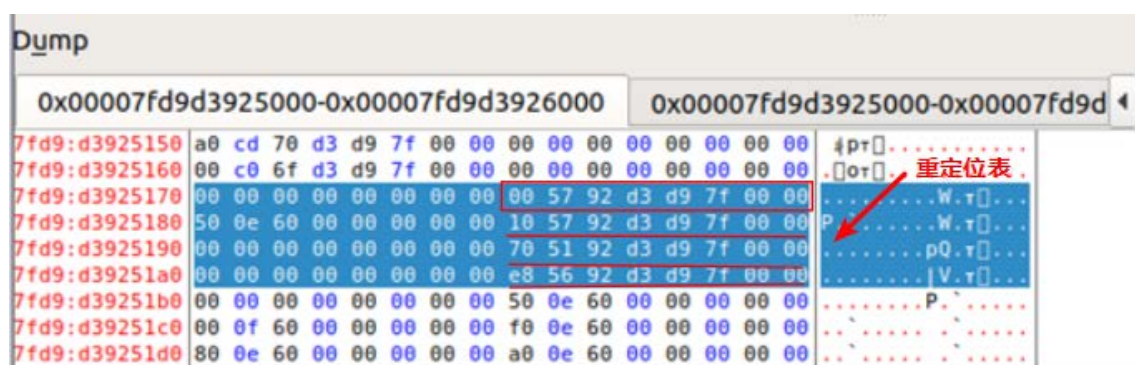 Dump
0x00007fd9d3925000-0x00007fd9d3926000 0x00007fd9d3925000-0x00007fd9d
7fd9:d3925150 a0 cd 70 d3 d9 7f 00 00 00 00 00 00 00 00 00 00
7fd9:d3925160 00 c0 6f d3 d9 7f 00 00 00 00 00 00 00 00 00 00
重定位表
7fd9:d3925170 00 00 00 00 00 00 00 00 00 57 92 d3 d9 7f 00 00 .........W.т...
7fd9:d3925180 50 0e 60 00 00 00 00 00 10 57 92 d3 d9 7f 00 00
7fd9:d3925190 00 00 00 00 00 00 00 00 70 51 92 d3 d9 7f 00 00 ........pQ.т...
7fd9:d39251a0 00 00 00 00 00 00 00 00 e8 56 92 d3 d9 7f 00 00
7fd9:d39251b0 00 00 00 00 00 00 00 00 50 0e 60 00 00 00 00 00 ........P.`.....
7fd9:d39251c0 00 0f 60 00 00 00 00 00 f0 0e 60 00 00 00 00 00 ..`.......`.....
7fd9:d39251d0 80 0e 60 00 00 00 00 00 a0 0e 60 00 00 00 00 00 ..`.......`.....